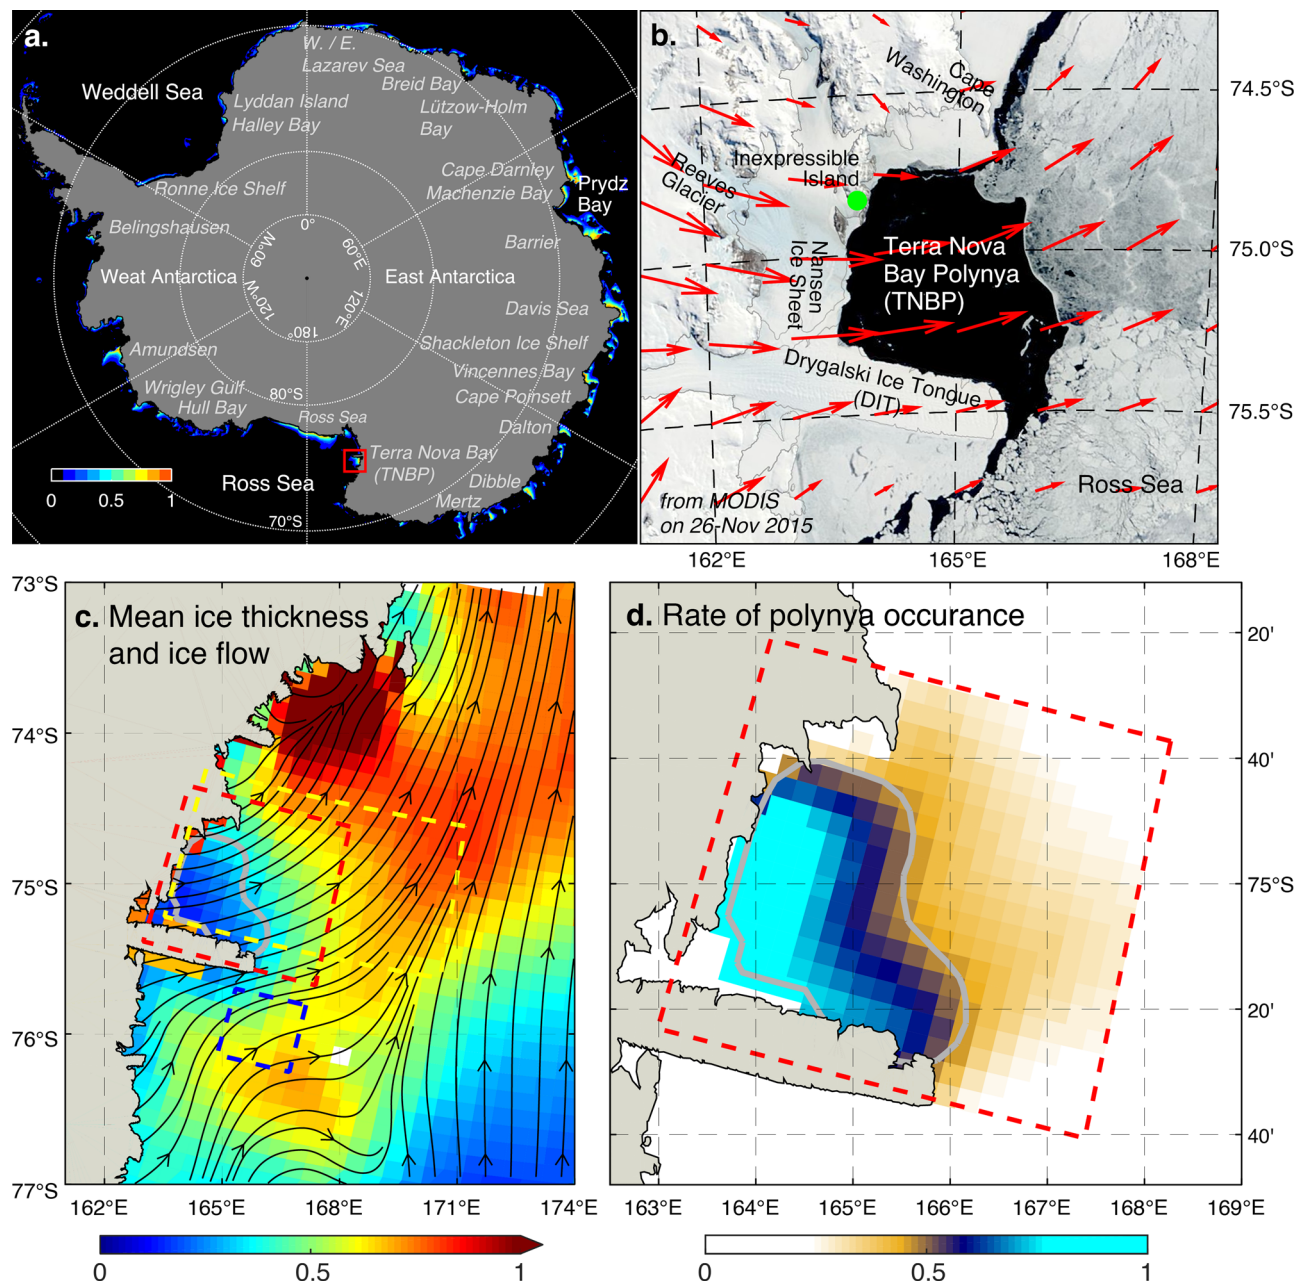 a.
W. / E.
Lazarev Sea
Breid Bay
Weddell Sea
Lyddan Island
Halley Bay
Lützow-Holm
Bay
Cape Darnley
Machenzie Bay
Prydz
Bay
Ronne Ice Shelf
Belingshausen
0°
60°W
60°E
Barrier
Weat Antarctica
East Antarctica
120°W
120°E
180°
Davis Sea
Amundsen
Shackleton Ice Shelf
Vincennes Bay
Wrigley Gulf
Hull Bay
80°S
Cape Poinsett
Ross Sea
Dalton
Terra Nova Bay
(TNBP)
0 0.5 1
Ross Sea
Dibble
Mertz
70°S
b.
Cape
Washington
74.5°S
Inexpressible
Island
Reeves
Glacier
Nansen
Ice Sheet
Terra Nova
Bay Polynya
(TNBP)
75.0°S
Drygalski Ice Tongue
(DIT)
75.5°S
from MODIS
on 26-Nov 2015
Ross Sea
162°E 165°E 168°E
c. Mean ice thickness
and ice flow
73°S
74°S
75°S
76°S
77°S
162°E 165°E 168°E 171°E 174°E
0 0.5 1
d. Rate of polynya occurance
20'
40'
75°S
20'
40'
163°E 164°E 165°E 166°E 167°E 168°E 169°E
0 0.5 1